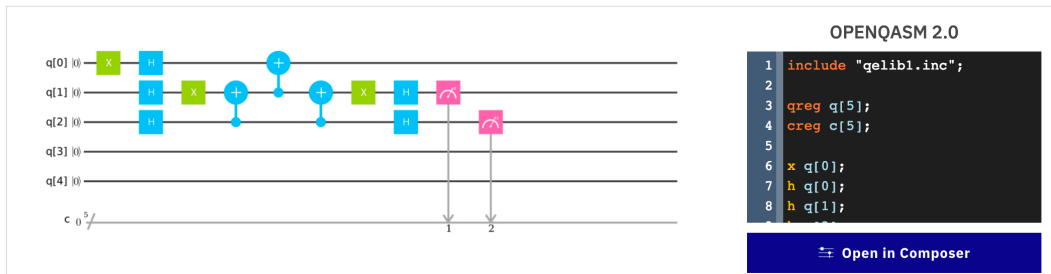 OPENQASM 2.0
q[0] |0⟩ X H +
q[1] |0⟩ H X + + X H
q[2] |0⟩ H H
q[3] |0⟩
q[4] |0⟩
c 0 5
1 2
1 include "qelib1.inc";
2
3 qreg q[5];
4 creg c[5];
5
6 x q[0];
7 h q[0];
8 h q[1];
Open in Composer